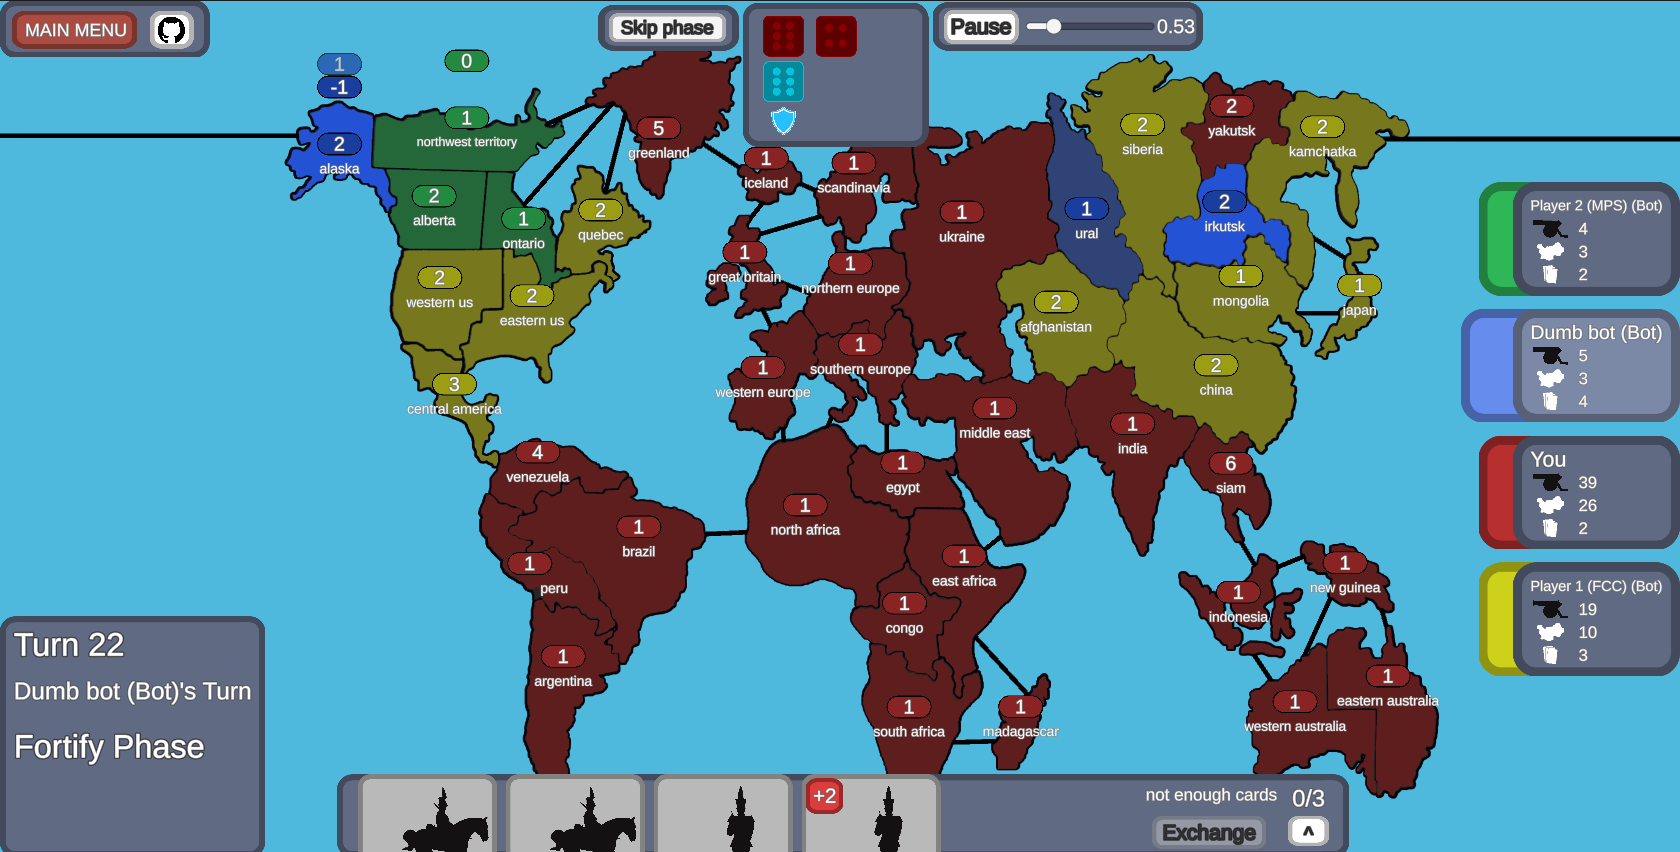 MAIN MENU
Skip phase
Pause
0.53
1
-1
0
2
alaska
1
northwest territory
5
greenland
1
iceland
1
scandinavia
2
siberia
2
yakutsk
2
kamchatka
2
alberta
1
ontario
2
quebec
1
ukraine
1
ural
2
irkutsk
1
great britain
1
northern europe
1
mongolia
1
japan
2
western us
2
eastern us
2
afghanistan
1
western europe
1
southern europe
2
china
3
central america
1
middle east
1
india
4
venezuela
1
egypt
6
siam
1
north africa
1
brazil
1
peru
1
east africa
1
congo
1
indonesia
1
new guinea
1
argentina
1
south africa
1
madagascar
1
western australia
1
eastern australia
Player 2 (MPS) (Bot)
4
3
2
Dumb bot (Bot)
5
3
4
You
39
26
2
Player 1 (FCC) (Bot)
19
10
3
Turn 22
Dumb bot (Bot)'s Turn
Fortify Phase
+2
not enough cards 0/3
Exchange
^